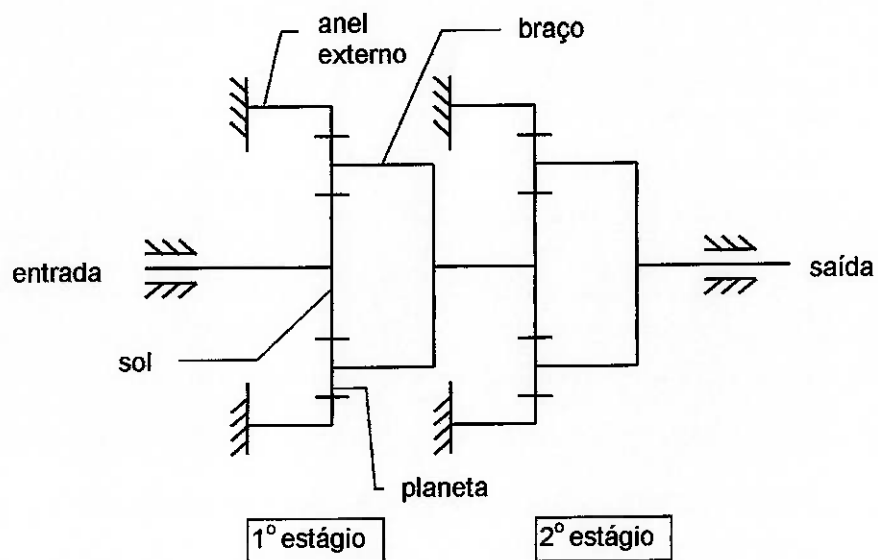 anel
externo
braço
entrada
saída
sol
planeta
1º estágio
2º estágio